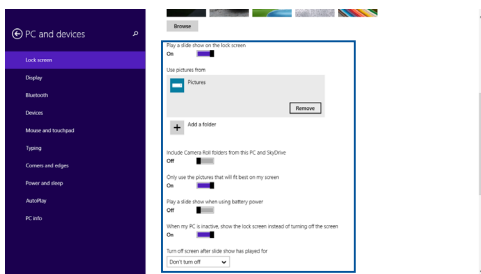 Browse
PC and devices
Play a slide show on the lock screen
On
Lock screen
Use pictures from
Display
Pictures
Bluetooth
Remove
Devices
Add a folder
Mouse and touchpad
Typing
Include Camera Roll folders from this PC and SkyDrive
Off
Corners and edges
Only use the pictures that will fit best on my screen
Power and sleep
On
AutoPlay
Play a slide show when using battery power
Off
PC info
When my PC is inactive, show the lock screen instead of turning off the screen
On
Turn off screen after slide show has played for
Don't turn off